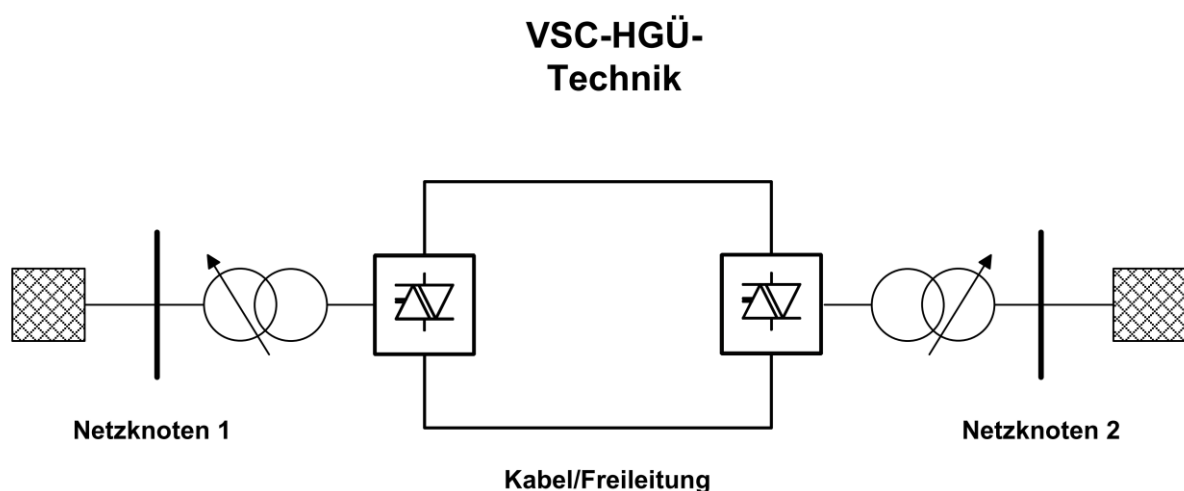 VSC-HGÜ-
Technik
Netzknoten 1
Netzknoten 2
Kabel/Freileitung